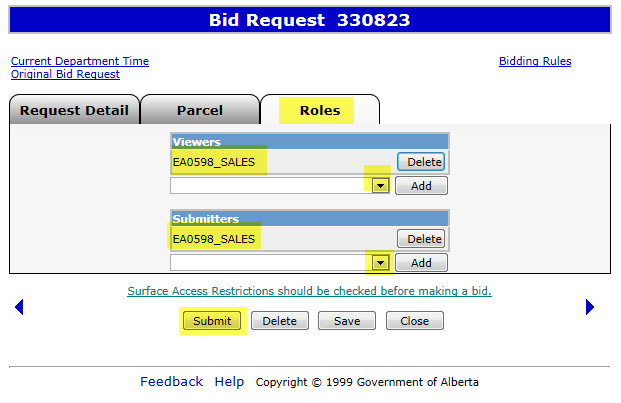 Bid Request 330823
Current Department Time
Bidding Rules
Original Bid Request
Request Detail
Parcel
Roles
Viewers
EA0598_SALES
Delete
Add
Submitters
EA0598_SALES
Delete
Add
Surface Access Restrictions should be checked before making a bid.
Submit
Delete
Save
Close
Feedback Help Copyright © 1999 Government of Alberta